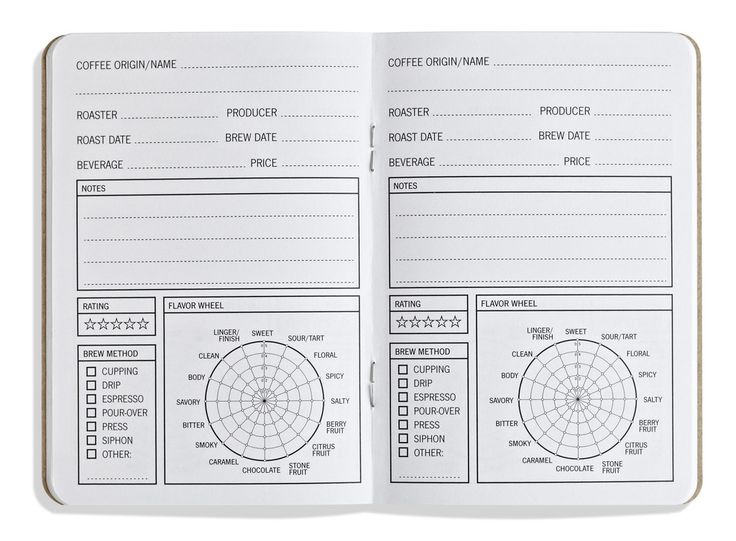 COFFEE ORIGIN/NAME
ROASTER PRODUCER
ROAST DATE BREW DATE
BEVERAGE PRICE
NOTES
RATING
BREW METHOD
CUPPING
DRIP
ESPRESSO
POUR-OVER
PRESS
SIPHON
OTHER:
FLAVOR WHEEL
SWEET
SOUR/TART
FLORAL
SPICY
SALTY
BERRY
FRUIT
CITRUS
FRUIT
STONE
FRUIT
CHOCOLATE
CARAMEL
SMOKY
BITTER
SAVORY
BODY
CLEAN
LINGER/
FINISH
COFFEE ORIGIN/NAME
ROASTER PRODUCER
ROAST DATE BREW DATE
BEVERAGE PRICE
NOTES
RATING
BREW METHOD
CUPPING
DRIP
ESPRESSO
POUR-OVER
PRESS
SIPHON
OTHER:
FLAVOR WHEEL
SWEET
SOUR/TART
FLORAL
SPICY
SALTY
BERRY
FRUIT
CITRUS
FRUIT
STONE
FRUIT
CHOCOLATE
CARAMEL
SMOKY
BITTER
SAVORY
BODY
CLEAN
LINGER/
FINISH